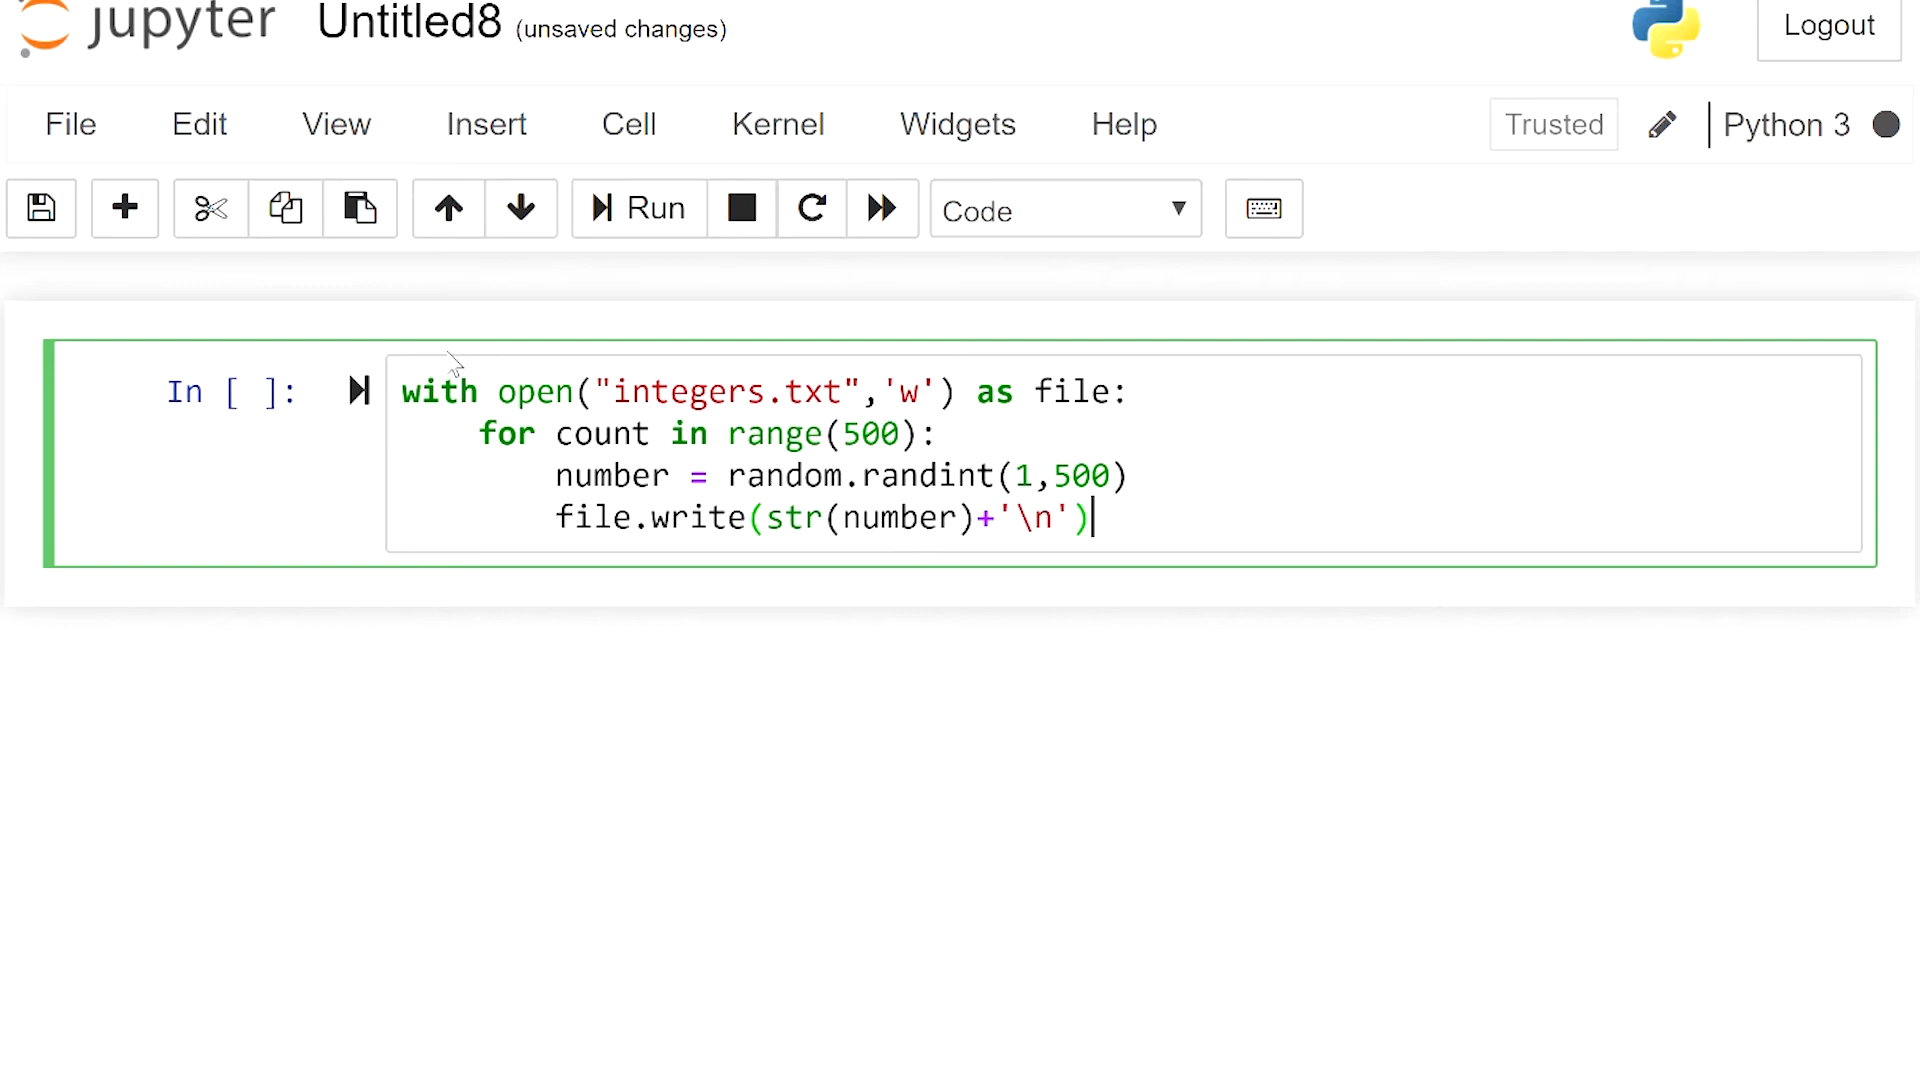 jupyter Untitled8 (unsaved changes) Logout
File Edit View Insert Cell Kernel Widgets Help Trusted Python 3
Run Code
In [ ]: with open("integers.txt",'w') as file:
for count in range(500):
number = random.randint(1,500)
file.write(str(number)+'\n')